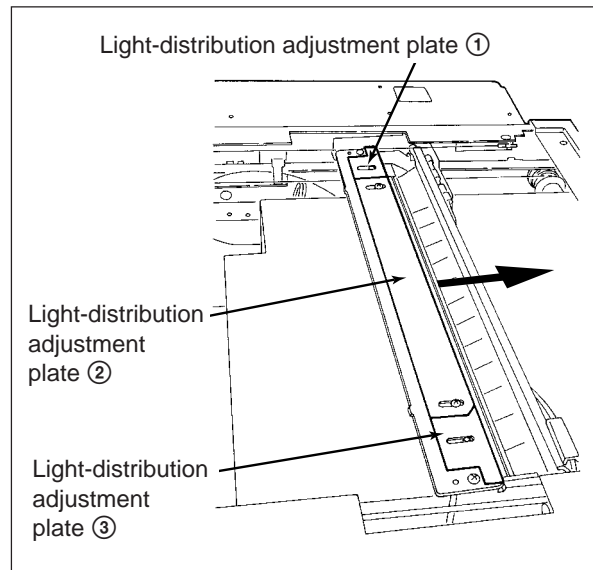 Light-distribution adjustment plate ①
Light-distribution
adjustment
plate ②
Light-distribution
adjustment
plate ③